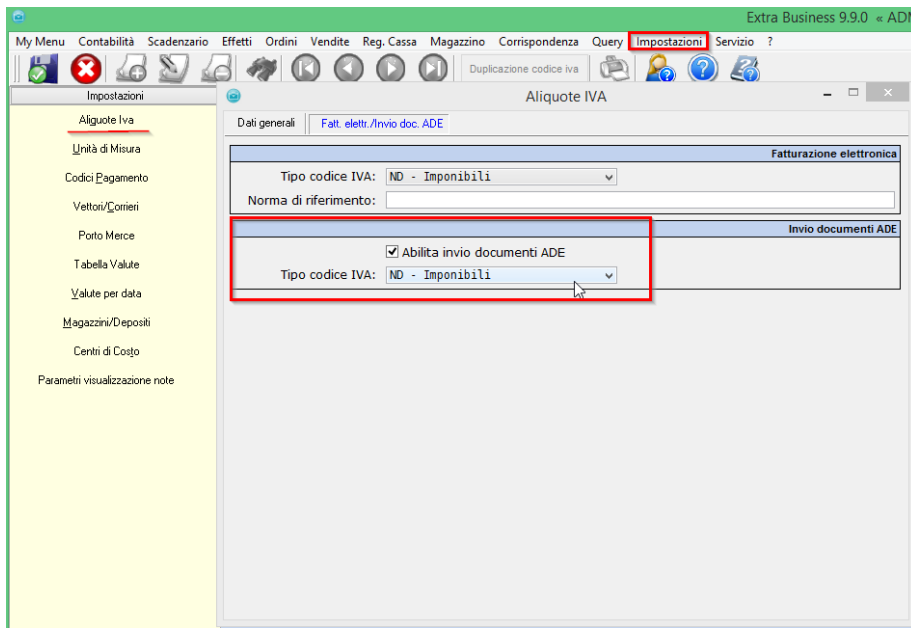 Extra Business 9.9.0 « ADM
My Menu Contabilità Scadenzario Effetti Ordini Vendite Reg. Cassa Magazzino Corrispondenza Query Impostazioni Servizio ?
Duplicazione codice iva
Impostazioni
Aliquote IVA
Aliquote Iva
Dati generali
Fatt. elettr./Invio doc. ADE
Unità di Misura
Fatturazione elettronica
Codici Pagamento
Tipo codice IVA: ND - Imponibili
Vettori/Corrieri
Norma di riferimento:
Porto Merce
Invio documenti ADE
Abilita invio documenti ADE
Tabella Valute
Tipo codice IVA: ND - Imponibili
Valute per data
Magazzini/Depositi
Centri di Costo
Parametri visualizzazione note